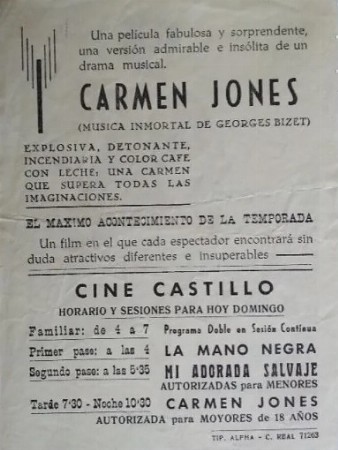 Una película fabulosa y sorprendente,
una versión admirable e insólita de un
drama musical.
CARMEN JONES
(MUSICA INMORTAL DE GEORGES BIZET)
EXPLOSIVA, DETONANTE,
INCENDIARIA Y COLOR CAFE
CON LECHE; UNA CARMEN
QUE SUPERA TODAS LAS
IMAGINACIONES.
EL MAXIMO ACONTECIMIENTO DE LA TEMPORADA
Un film en el que cada espectador encontrará sin
duda atractivos diferentes e insuperables
CINE CASTILLO
HORARIO Y SESIONES PARA HOY DOMINGO
Familiar: de 4 a 7 Programa Doble en Sesión Continua
Primer pase: a las 4 LA MANO NEGRA
Segundo pase: a las 5'35 MI ADORADA SALVAJE
AUTORIZADAS para MENORES
Tarde 7'30 - Noche 10'30 CARMEN JONES
AUTORIZADA para MOYORES de 18 AÑOS
TIP. ALPHA - C. REAL 71263